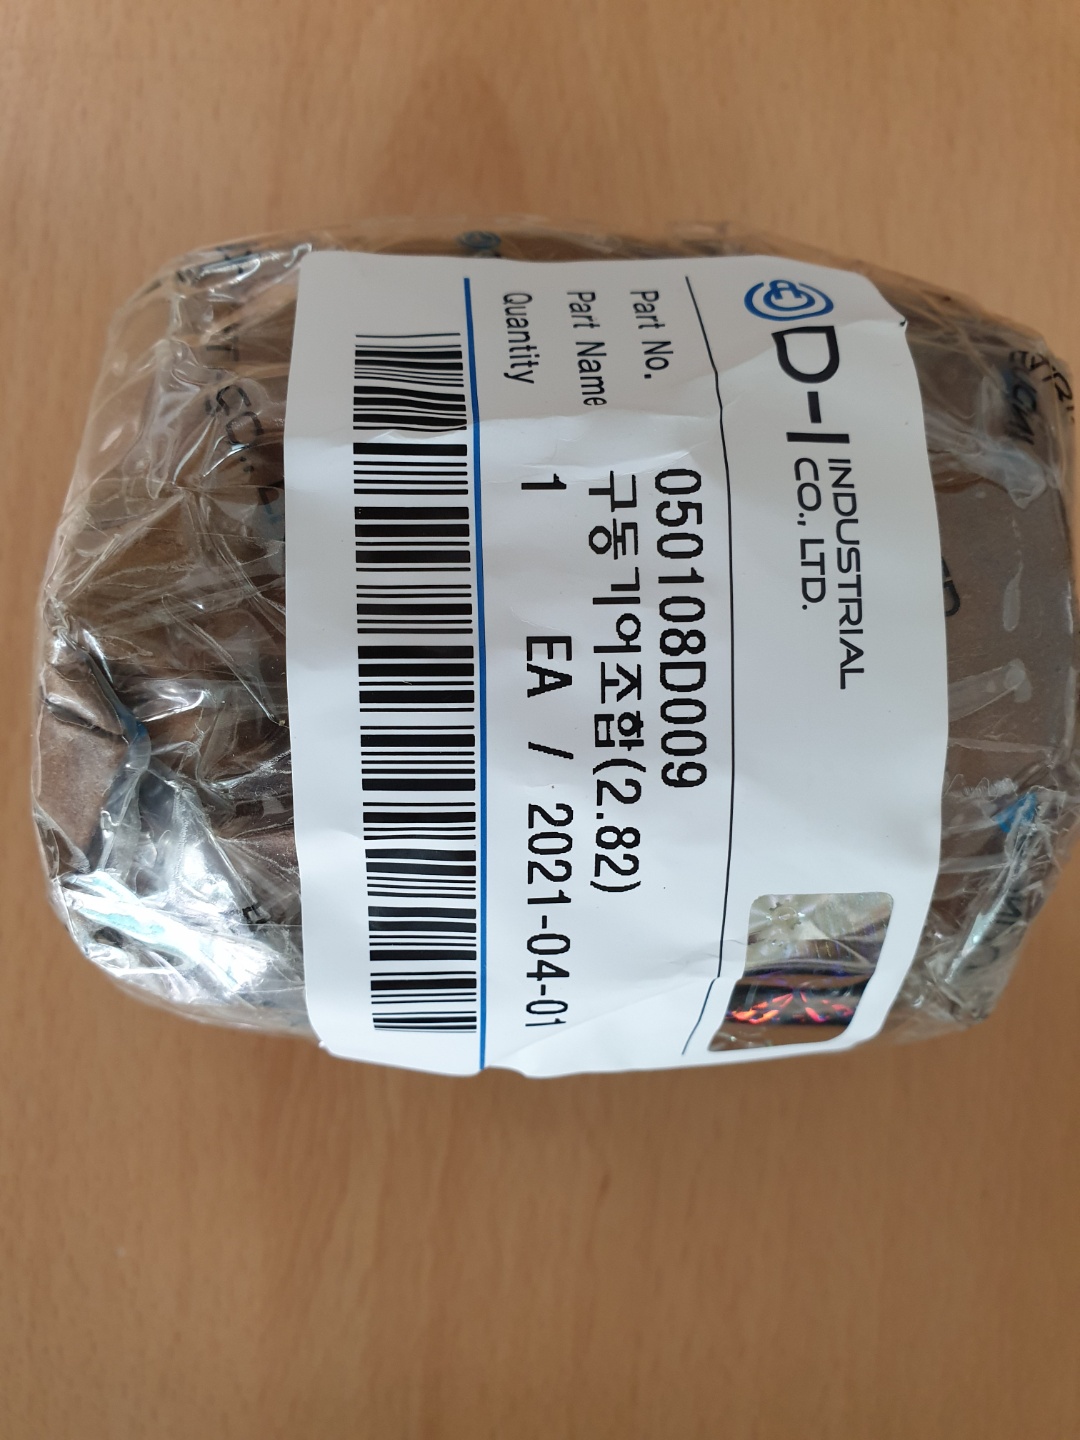 D-I INDUSTRIAL
CO., LTD.
Part No. 050108D009
Part Name 구동기어조합(2.82)
Quantity 1 EA / 2021-04-01